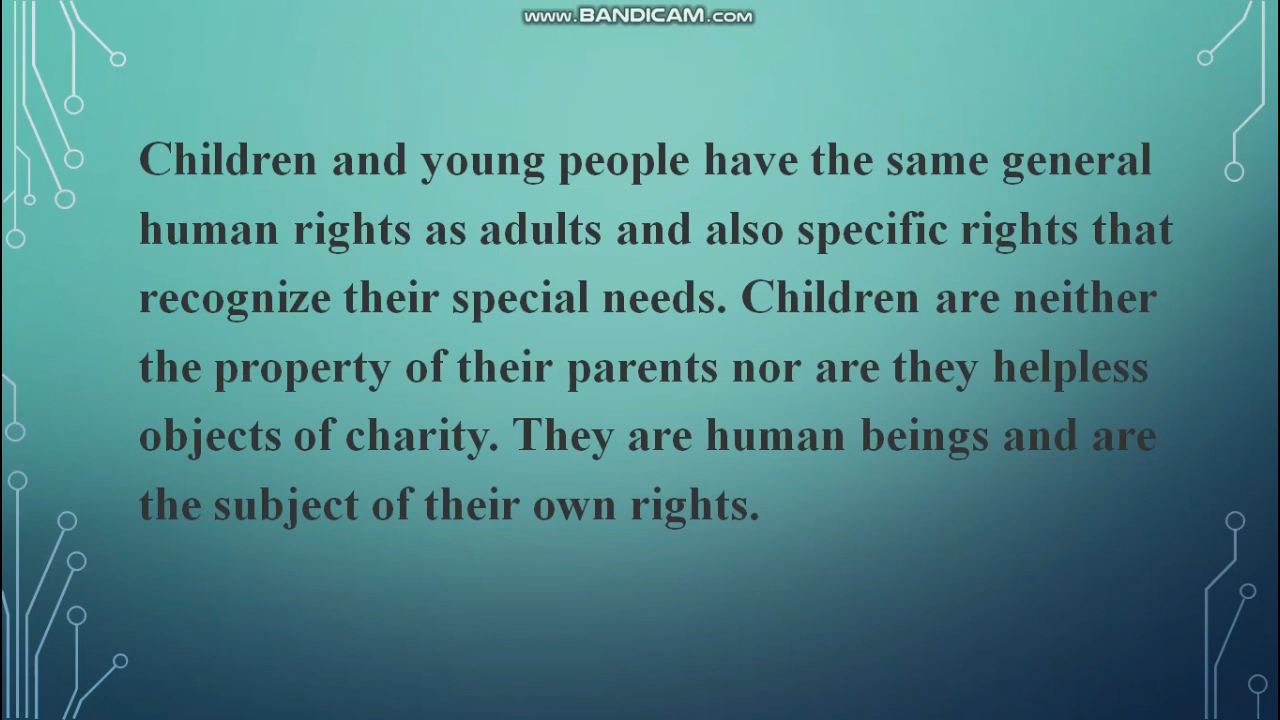 www.BANDICAM.com
Children and young people have the same general
human rights as adults and also specific rights that
recognize their special needs. Children are neither
the property of their parents nor are they helpless
objects of charity. They are human beings and are
the subject of their own rights.